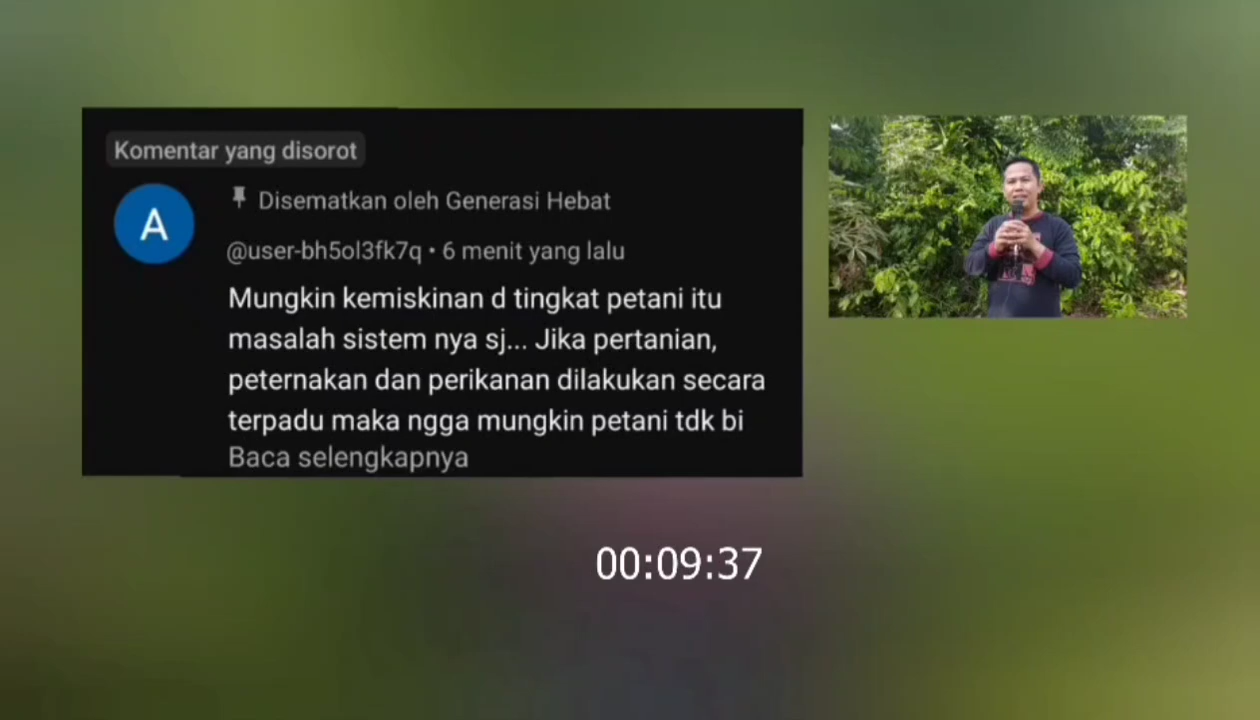 Komentar yang disorot
A
Disematkan oleh Generasi Hebat
@user-bh5ol3fk7q • 6 menit yang lalu
Mungkin kemiskinan d tingkat petani itu
masalah sistem nya sj... Jika pertanian,
peternakan dan perikanan dilakukan secara
terpadu maka ngga mungkin petani tdk bi
Baca selengkapnya
00:09:37